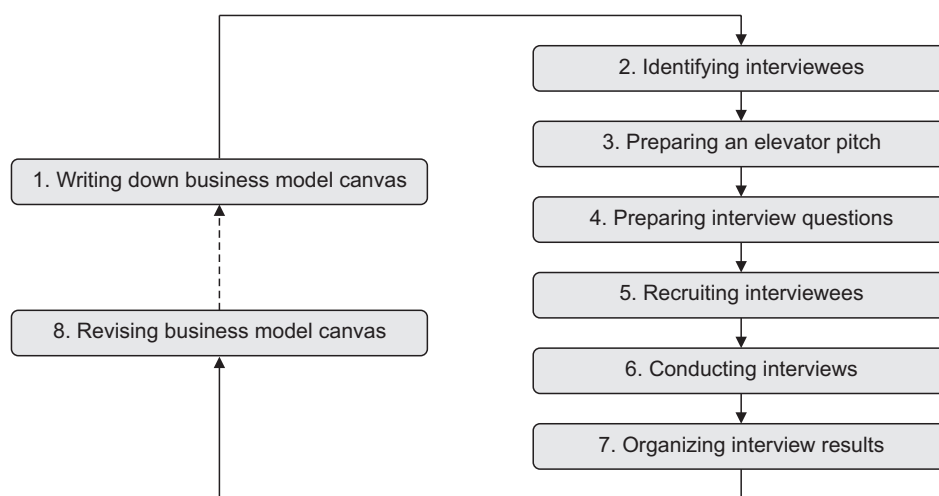 2. Identifying interviewees
3. Preparing an elevator pitch
1. Writing down business model canvas
4. Preparing interview questions
5. Recruiting interviewees
8. Revising business model canvas
6. Conducting interviews
7. Organizing interview results